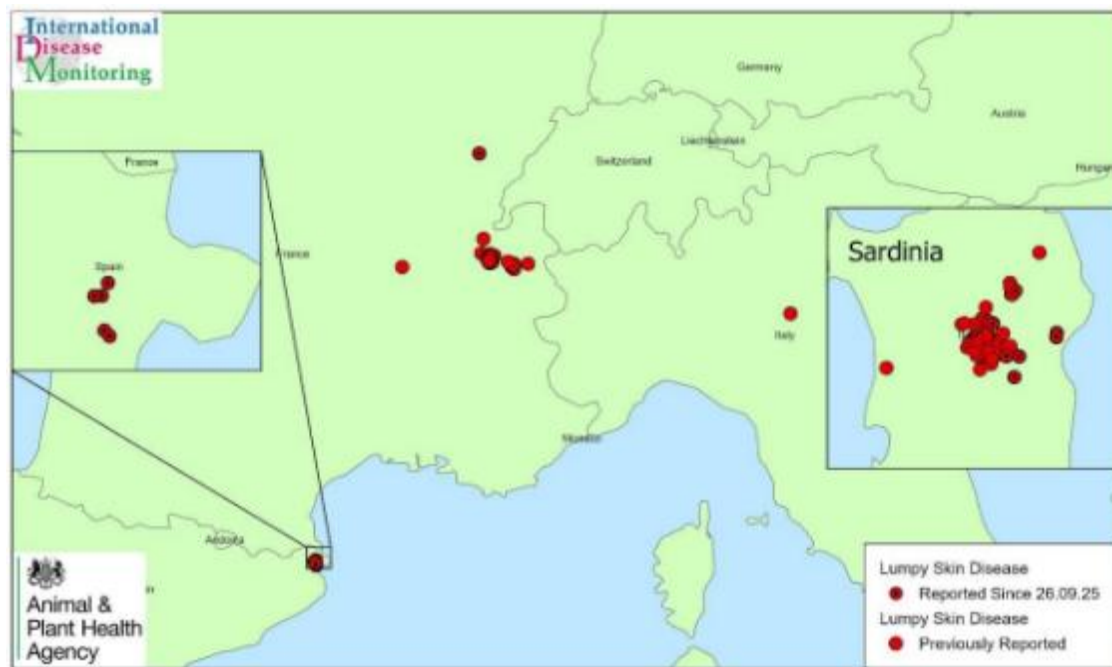 International
Disease
Monitoring
Germany
Austria
Liechtenstein
Switzerland
France
Spain
France
Sardinia
Italy
Monaco
Andorra
Animal &
Plant Health
Agency
Lumpy Skin Disease
Reported Since 26.09.25
Lumpy Skin Disease
Previously Reported